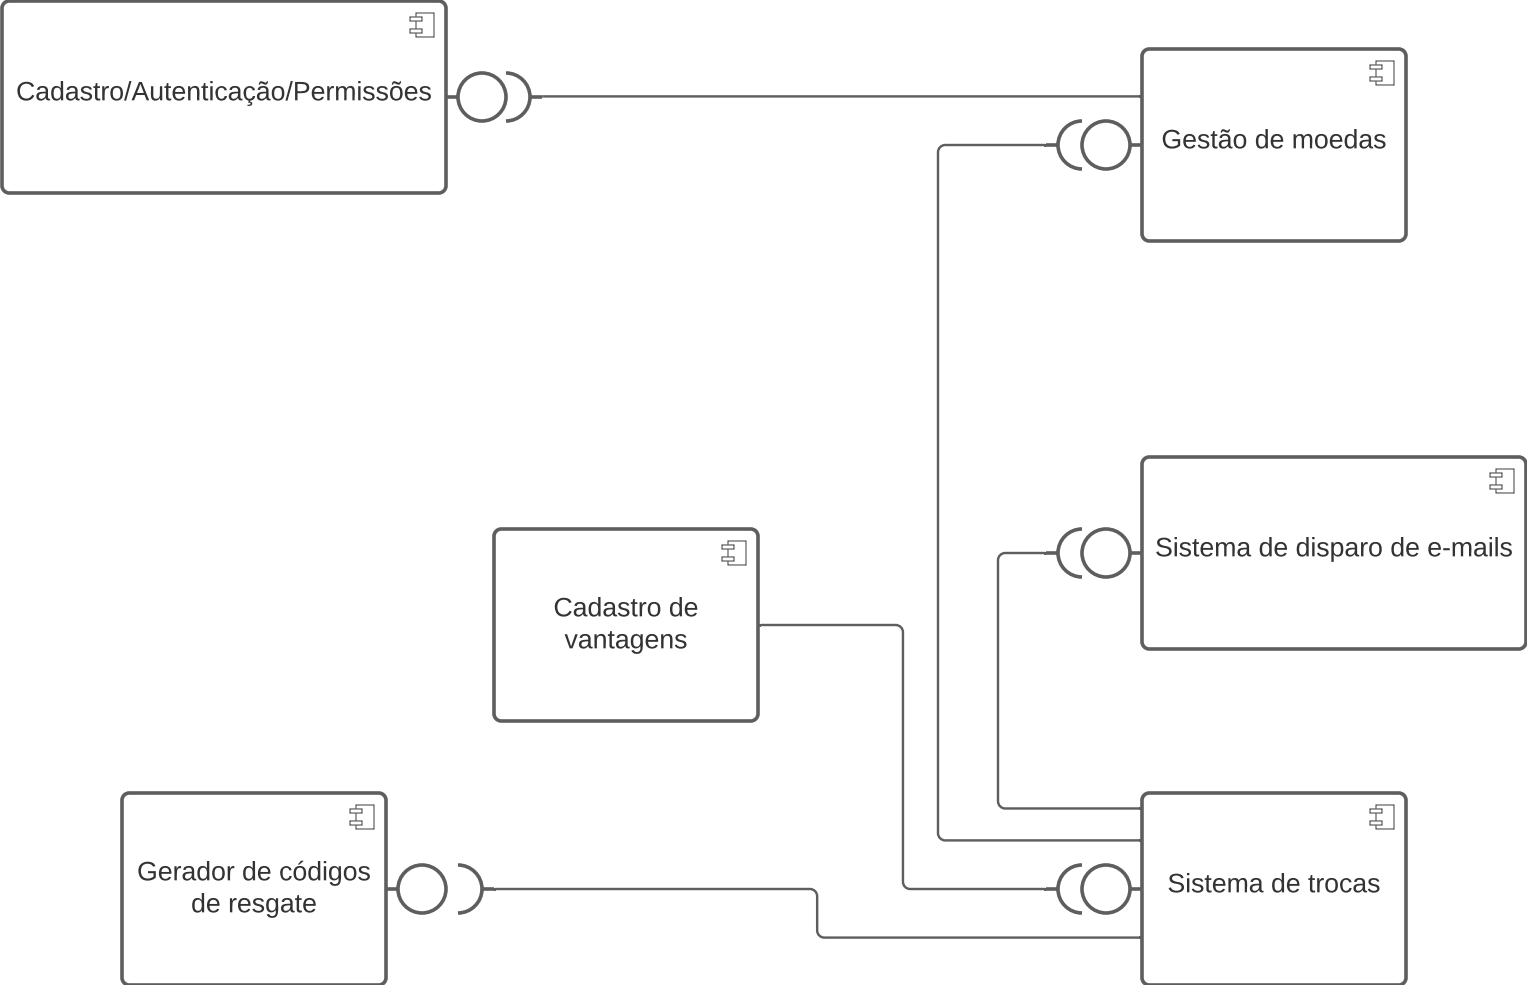 Cadastro/Autenticação/Permissões
Gestão de moedas
Sistema de disparo de e-mails
Cadastro de
vantagens
Gerador de códigos
de resgate
Sistema de trocas